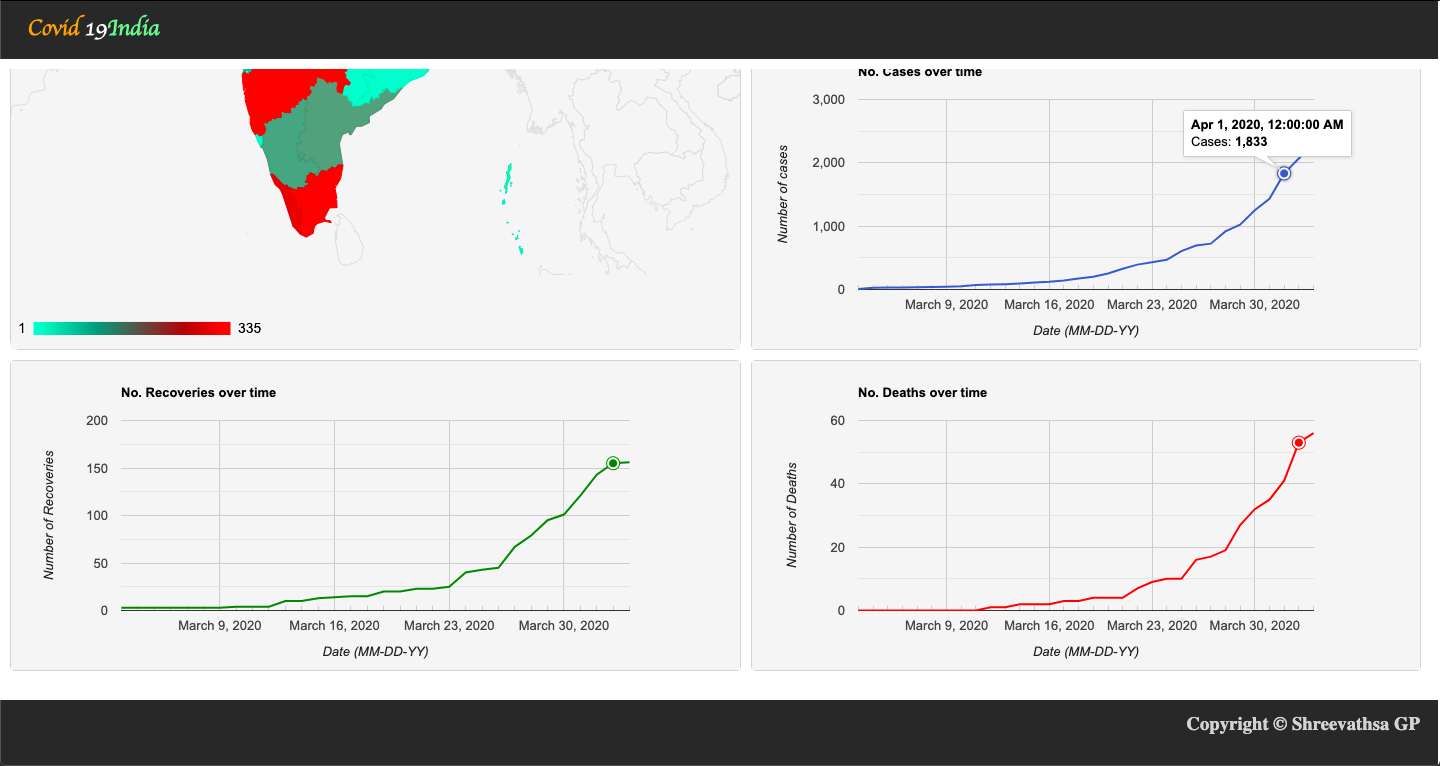 Covid 19India
1 335
No. Cases over time
Number of cases
3,000
2,000
1,000
0
Apr 1, 2020, 12:00:00 AM
Cases: 1,833
March 9, 2020 March 16, 2020 March 23, 2020 March 30, 2020
Date (MM-DD-YY)
No. Recoveries over time
Number of Recoveries
200
150
100
50
0
March 9, 2020 March 16, 2020 March 23, 2020 March 30, 2020
Date (MM-DD-YY)
No. Deaths over time
Number of Deaths
60
40
20
0
March 9, 2020 March 16, 2020 March 23, 2020 March 30, 2020
Date (MM-DD-YY)
Copyright © Shreevathsa GP